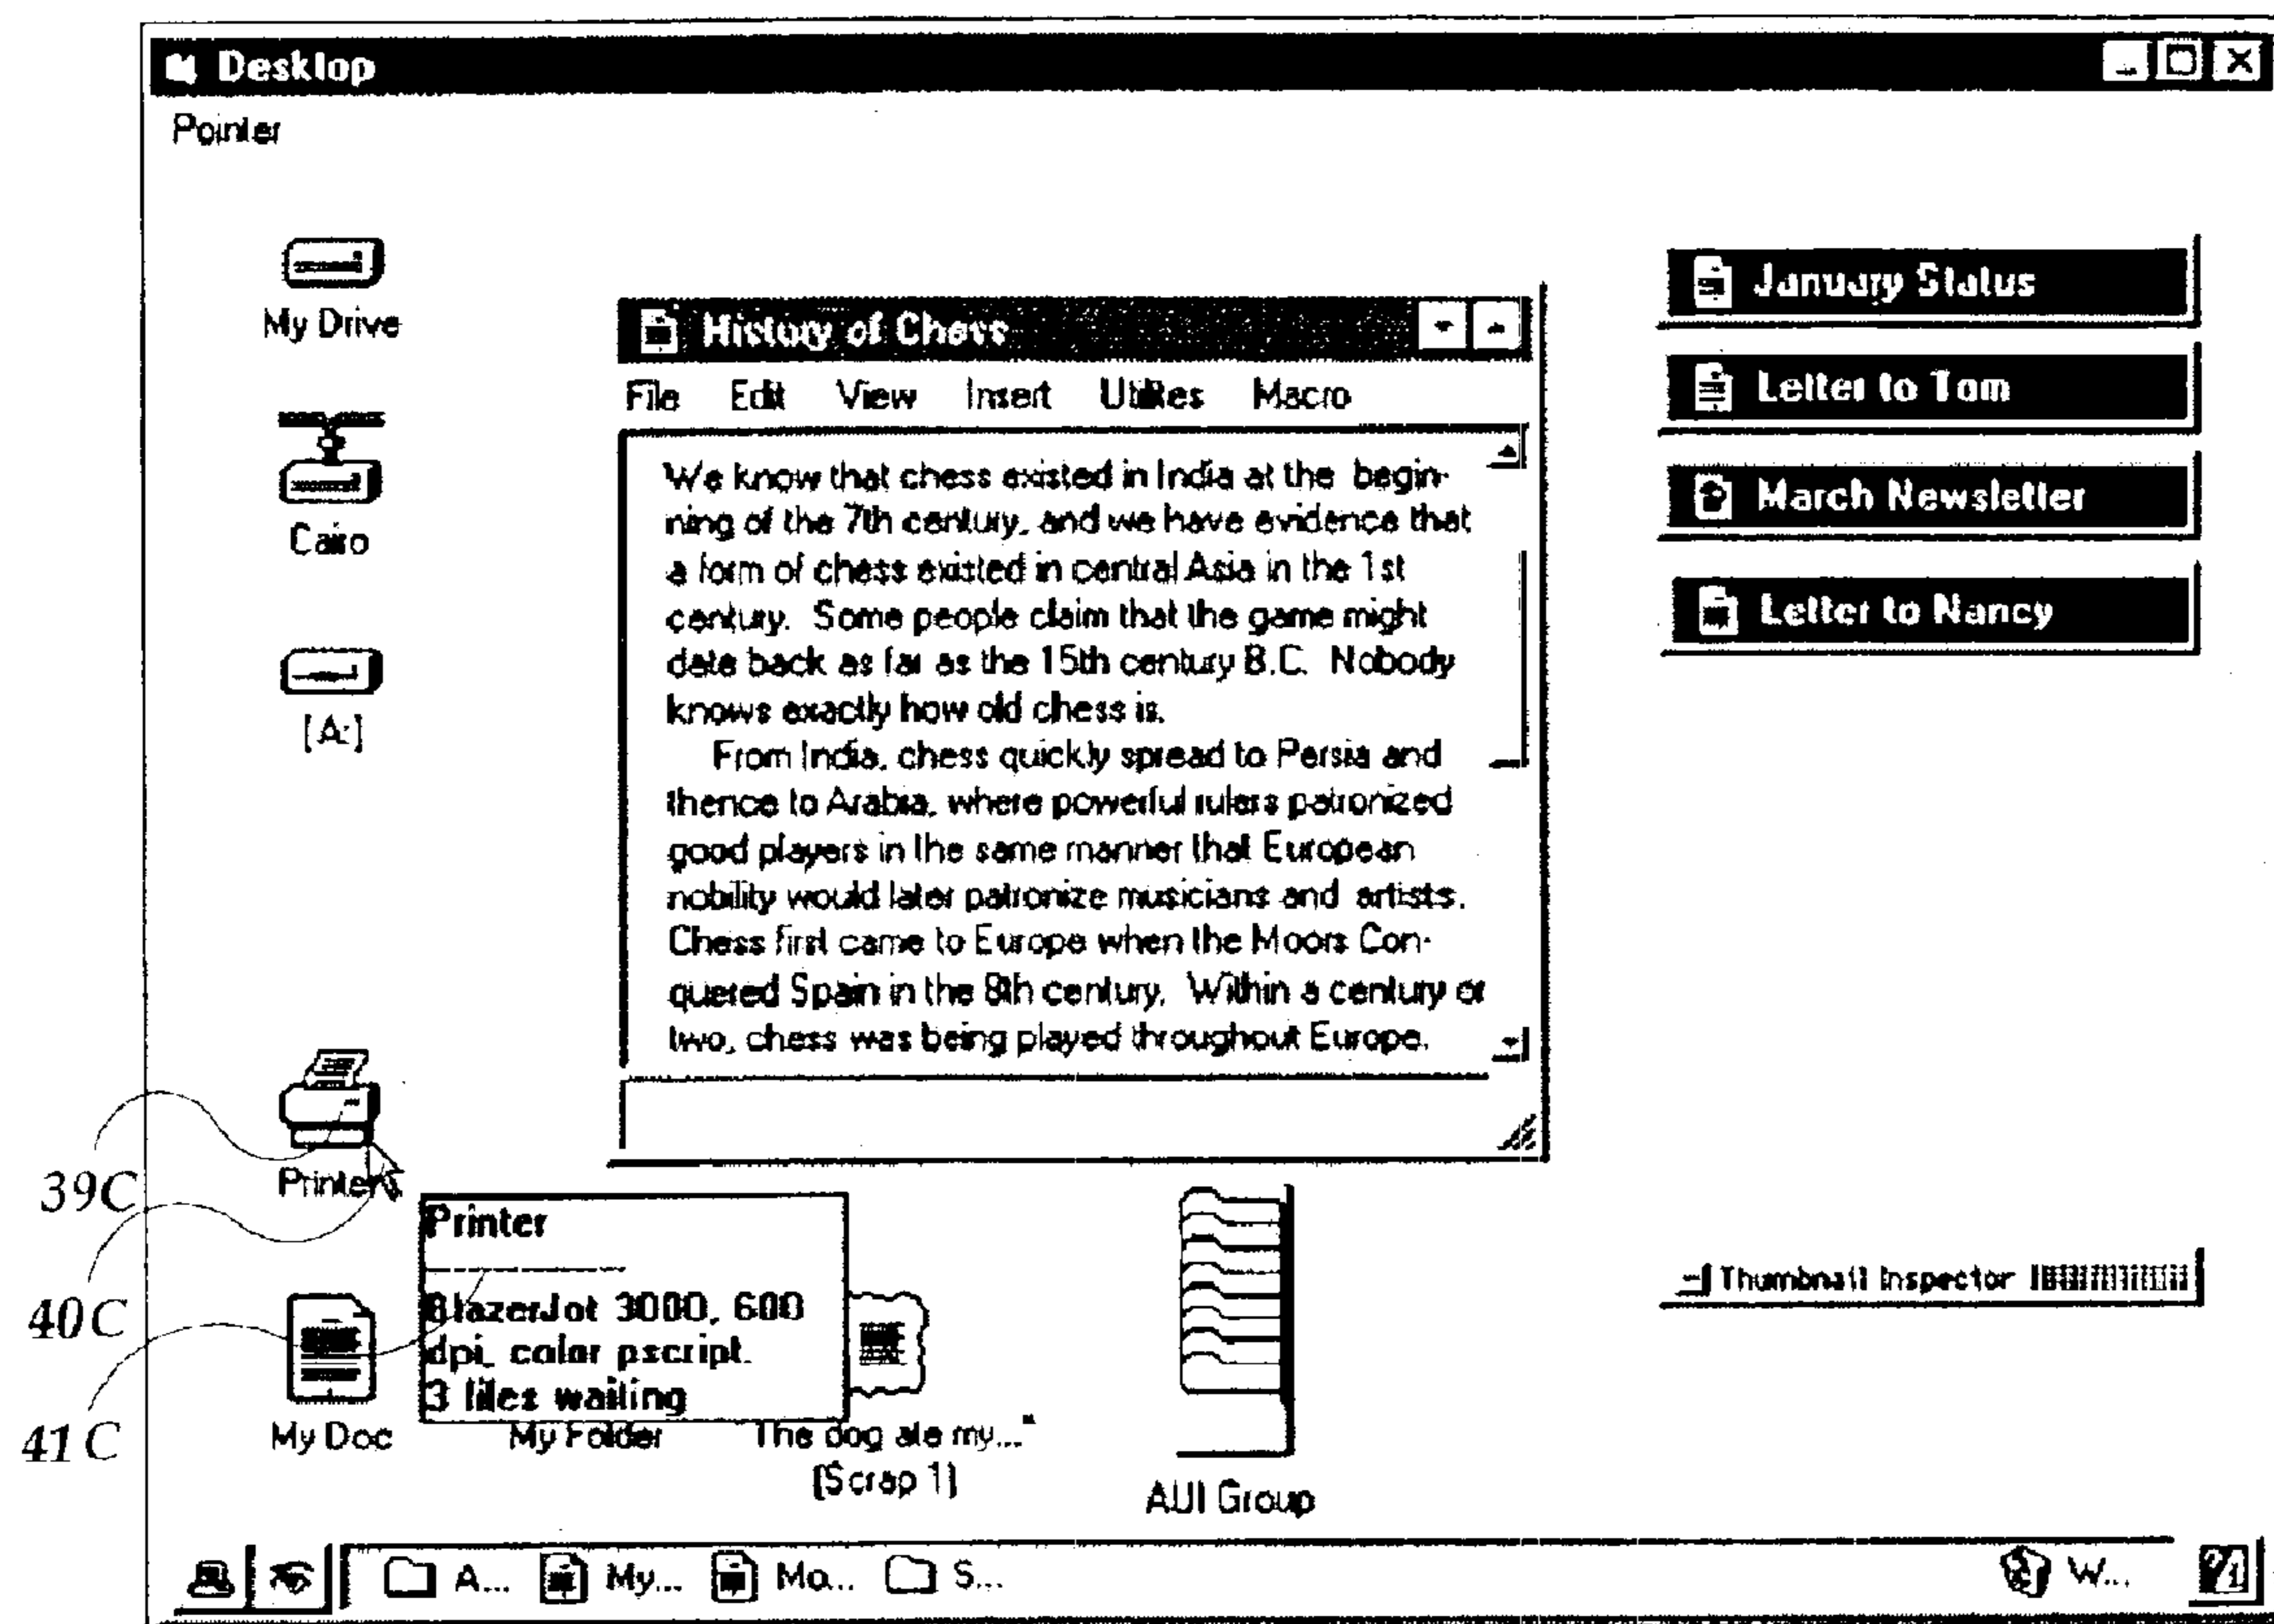 Desktop
Pointer
My Drive
Cairo
[A:]
History of Chess
File Edit View Insert Utilities Macro
We know that chess existed in India at the begin-
ning of the 7th century, and we have evidence that
a form of chess existed in central Asia in the 1st
century. Some people claim that the game might
date back as far as the 15th century B.C. Nobody
knows exactly how old chess is.
From India, chess quickly spread to Persia and
thence to Arabia, where powerful rulers patronized
good players in the same manner that European
nobility would later patronize musicians and artists.
Chess first came to Europe when the Moors Con-
quered Spain in the 8th century. Within a century or
two, chess was being played throughout Europe.
January Status
Letter to Tom
March Newsletter
Letter to Nancy
39C
Printer
40C
41C
Printer
BlazerJet 3000, 600
dpi, color pscript.
3 files waiting
My Doc
My Folder
The dog ate my..."
(Scrap 1)
AUI Group
Thumbnail Inspector
A...
My...
Mo...
S...
W...